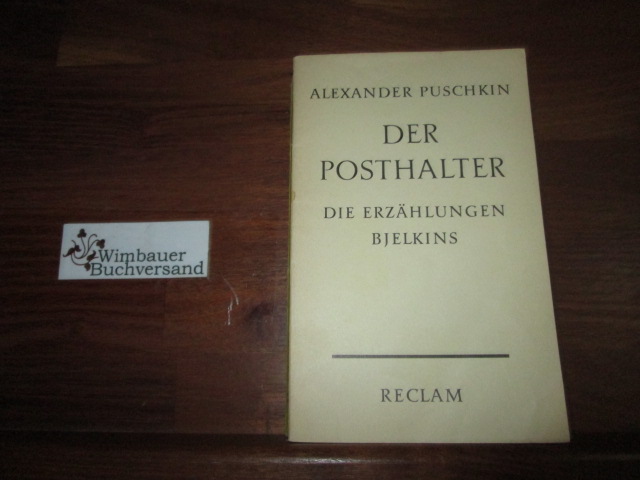 ALEXANDER PUSCHKIN
DER
POSTHALTER
DIE ERZÄHLUNGEN
BJELKINS
RECLAM
Wimbauer
Buchversand